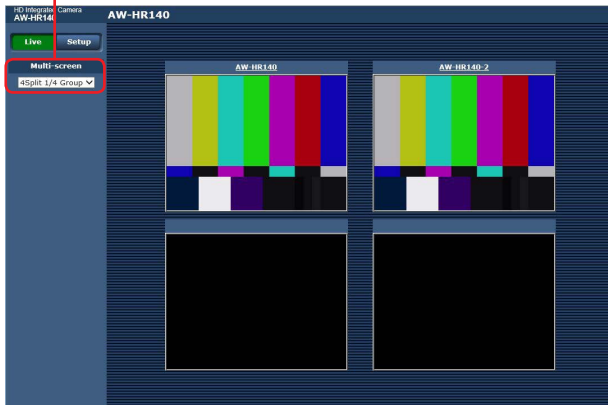 HD Integrated Camera
AW-HR140
AW-HR140
Live Setup
Multi-screen
4Split 1/4 Group
AW-HR140
AW-HR140-2